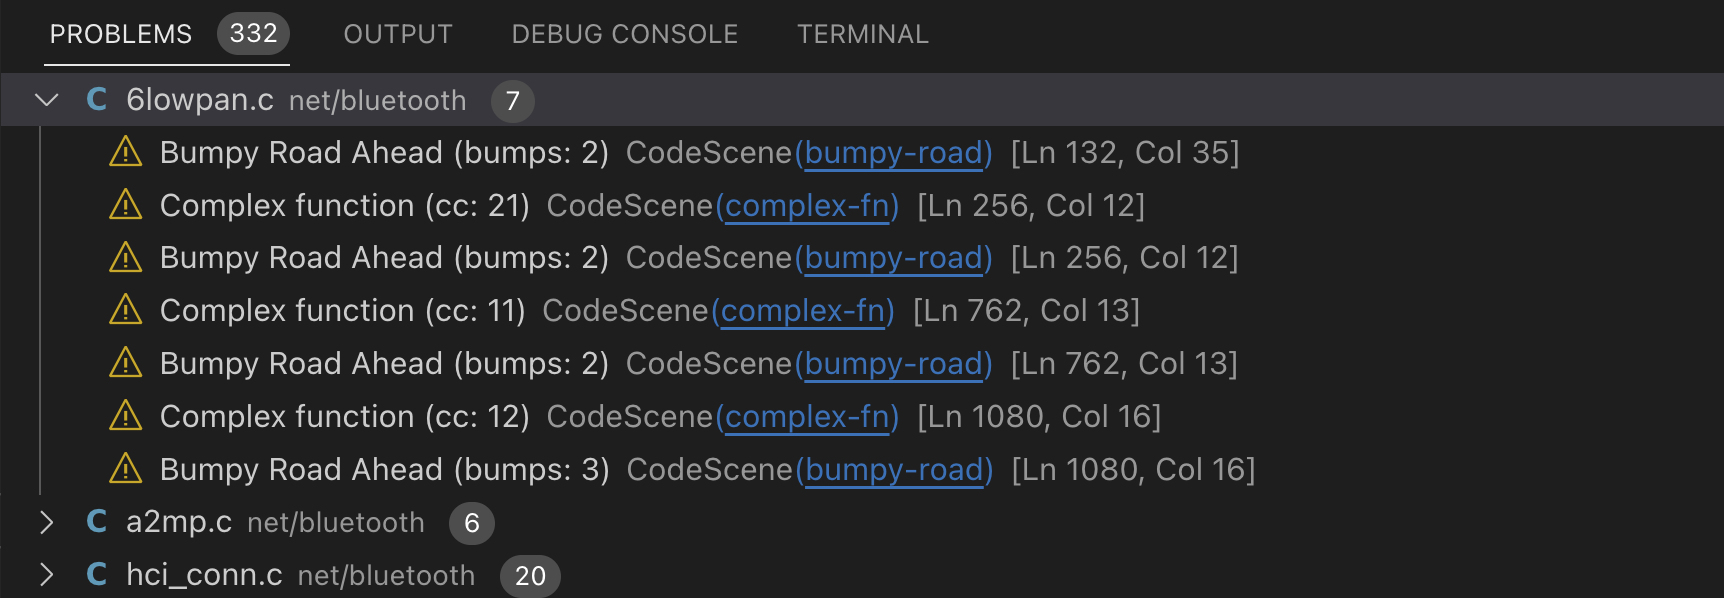 PROBLEMS 332 OUTPUT DEBUG CONSOLE TERMINAL
C 6lowpan.c net/bluetooth 7
Bumpy Road Ahead (bumps: 2) CodeScene(bumpy-road) [Ln 132, Col 35]
Complex function (cc: 21) CodeScene(complex-fn) [Ln 256, Col 12]
Bumpy Road Ahead (bumps: 2) CodeScene(bumpy-road) [Ln 256, Col 12]
Complex function (cc: 11) CodeScene(complex-fn) [Ln 762, Col 13]
Bumpy Road Ahead (bumps: 2) CodeScene(bumpy-road) [Ln 762, Col 13]
Complex function (cc: 12) CodeScene(complex-fn) [Ln 1080, Col 16]
Bumpy Road Ahead (bumps: 3) CodeScene(bumpy-road) [Ln 1080, Col 16]
C a2mp.c net/bluetooth 6
C hci_conn.c net/bluetooth 20